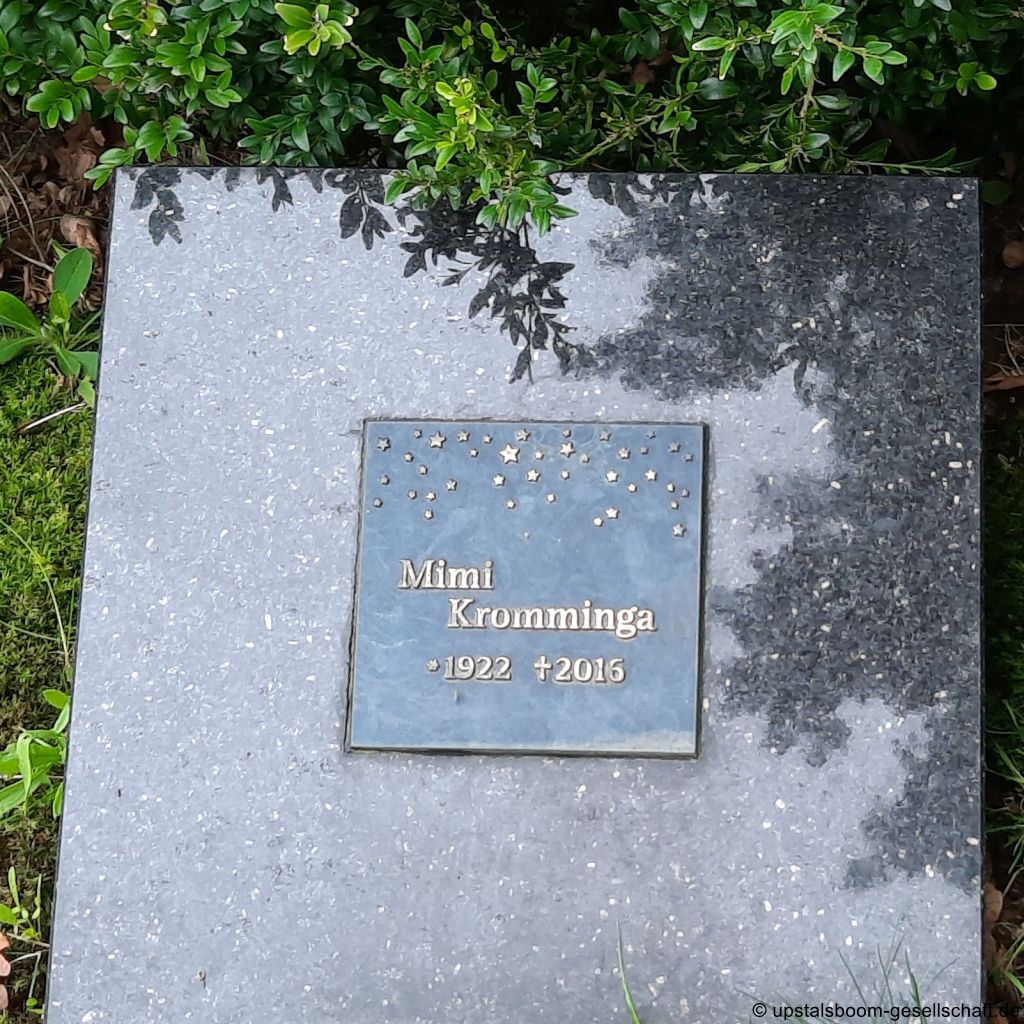 Mimi
Kromminga
*1922 †2016
© upstalsboom-gesellschaft.de